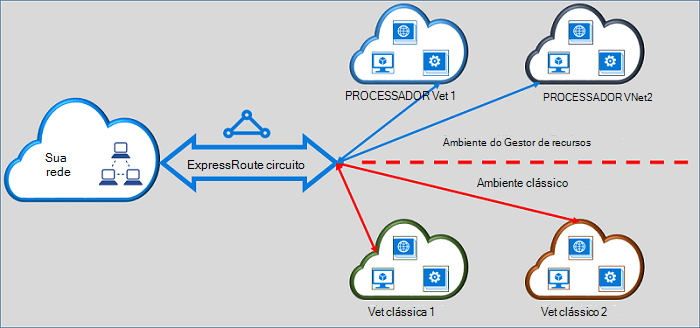 PROCESSADOR Vet 1
PROCESSADOR VNet2
Sua
rede
ExpressRoute circuito
Ambiente do Gestor de recursos
Ambiente clássico
Vet clássica 1
Vet clássico 2